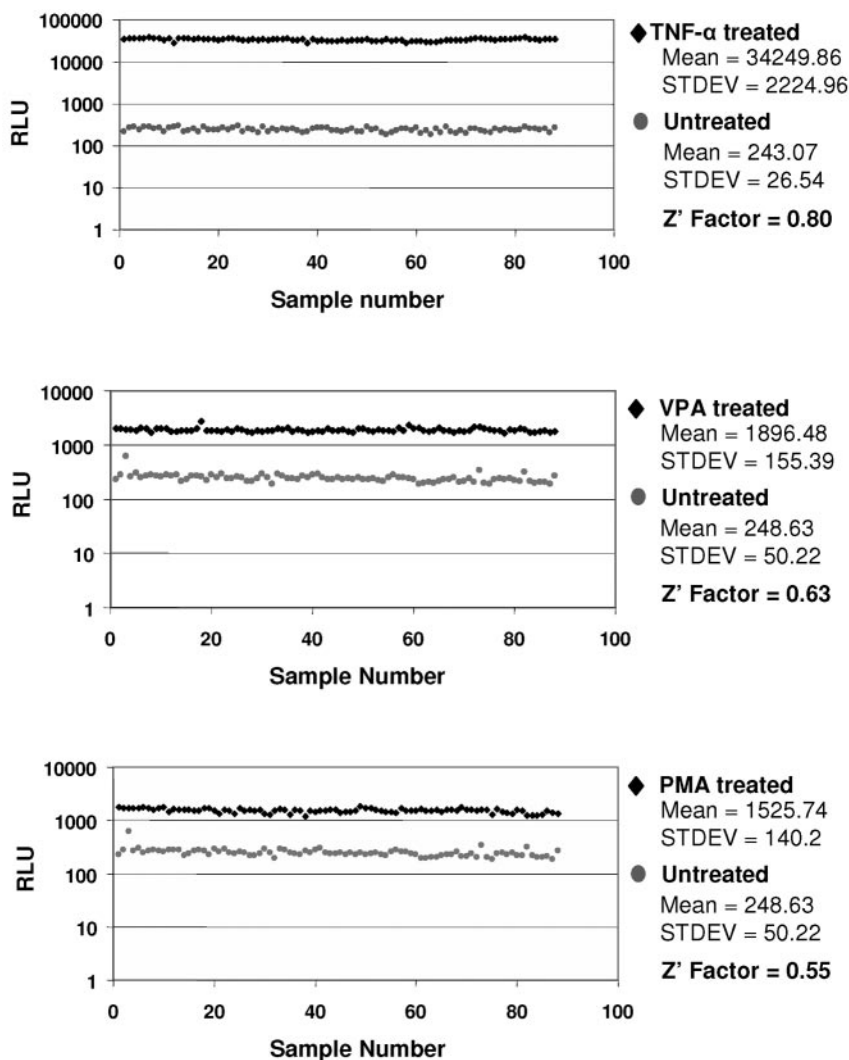 100000
10000
1000
100
10
1
RLU
0 20 40 60 80 100
Sample number
TNF-α treated
Mean = 34249.86
STDEV = 2224.96
Untreated
Mean = 243.07
STDEV = 26.54
Z' Factor = 0.80
10000
1000
100
10
1
RLU
0 20 40 60 80 100
Sample Number
VPA treated
Mean = 1896.48
STDEV = 155.39
Untreated
Mean = 248.63
STDEV = 50.22
Z' Factor = 0.63
10000
1000
100
10
1
RLU
0 20 40 60 80 100
Sample Number
PMA treated
Mean = 1525.74
STDEV = 140.2
Untreated
Mean = 248.63
STDEV = 50.22
Z' Factor = 0.55